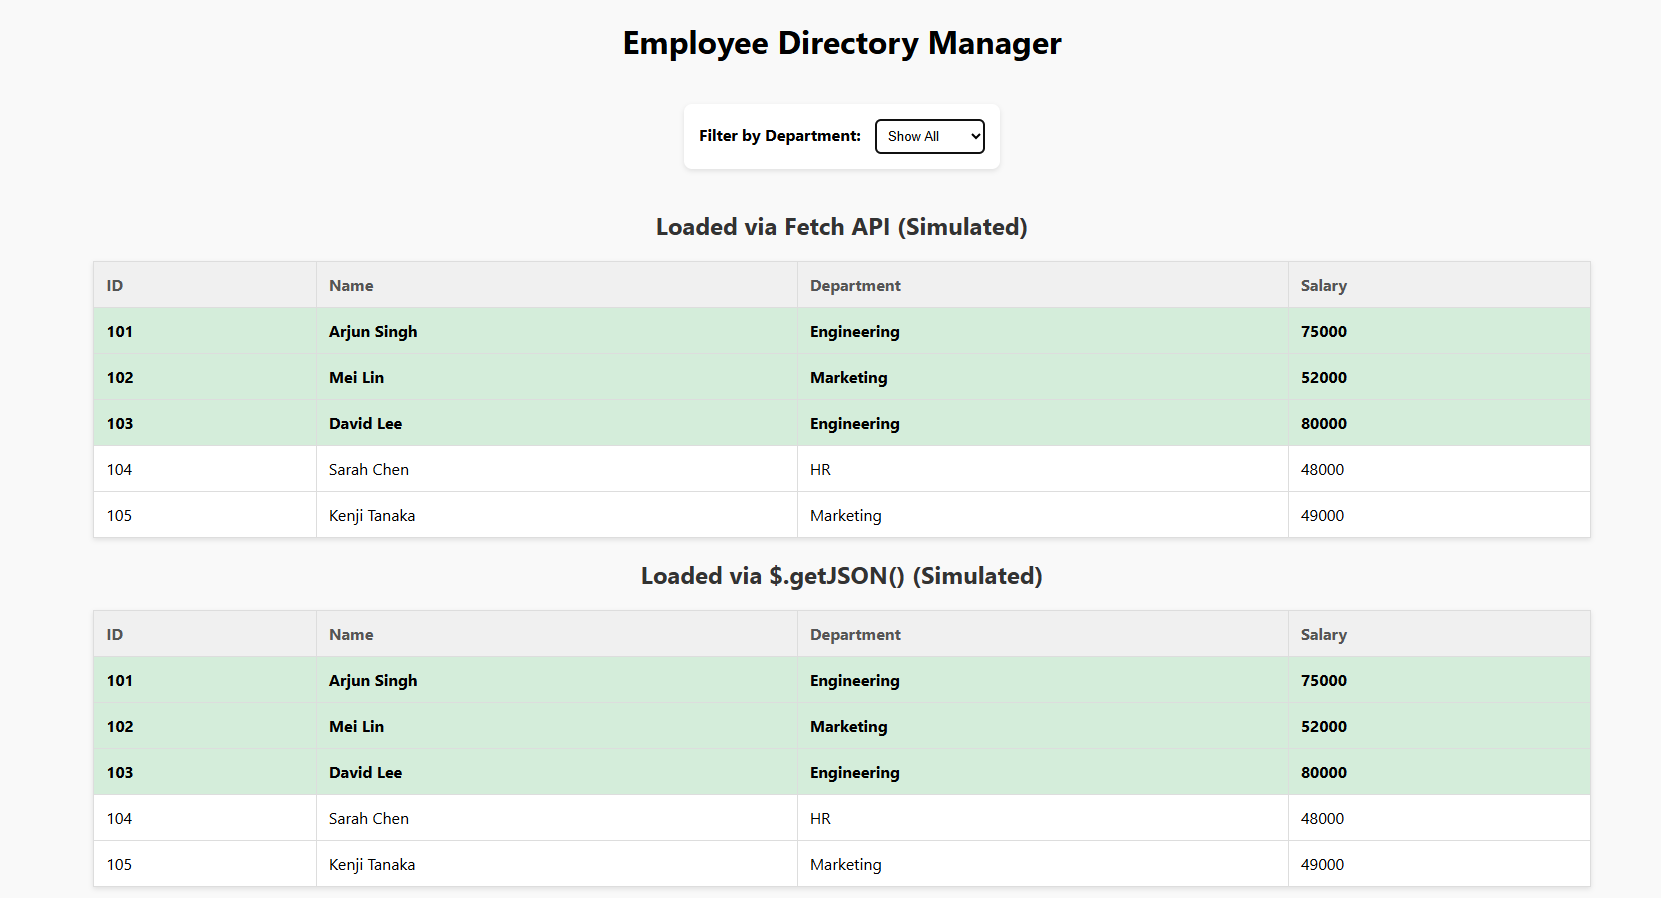 Employee Directory Manager
Filter by Department: Show All
Loaded via Fetch API (Simulated)
ID Name Department Salary
101 Arjun Singh Engineering 75000
102 Mei Lin Marketing 52000
103 David Lee Engineering 80000
104 Sarah Chen HR 48000
105 Kenji Tanaka Marketing 49000
Loaded via $.getJSON() (Simulated)
ID Name Department Salary
101 Arjun Singh Engineering 75000
102 Mei Lin Marketing 52000
103 David Lee Engineering 80000
104 Sarah Chen HR 48000
105 Kenji Tanaka Marketing 49000